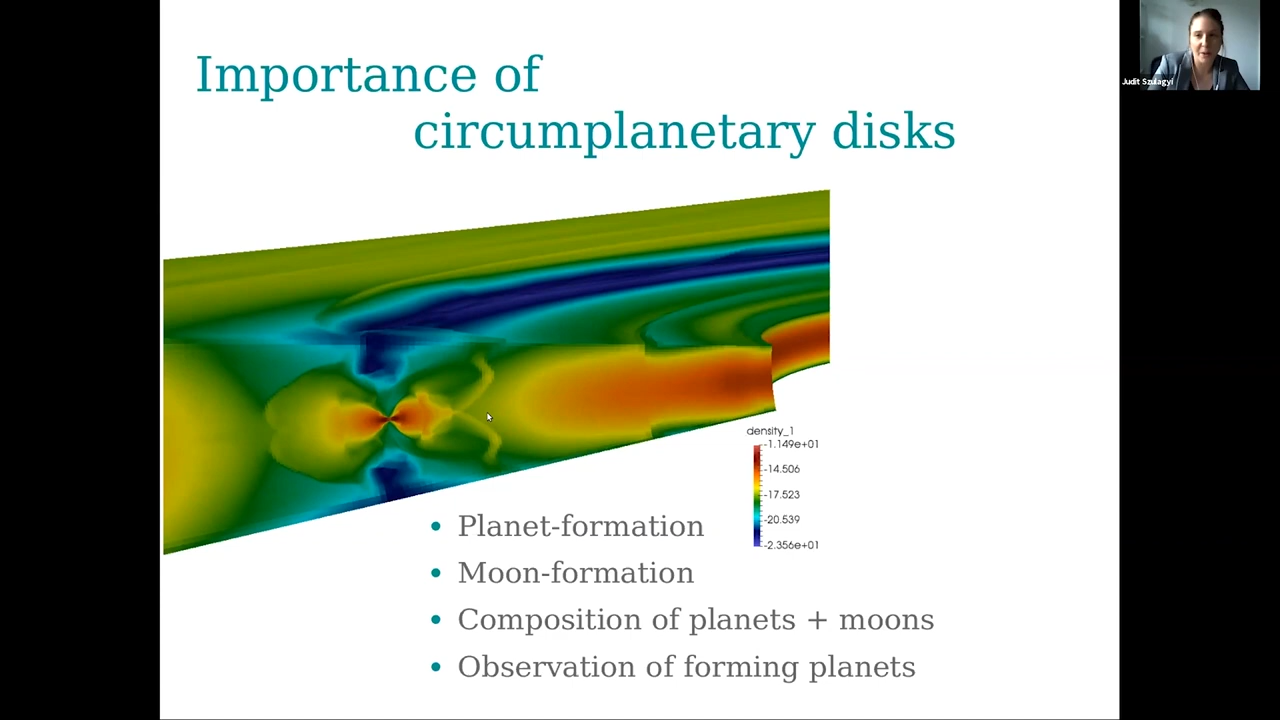 Importance of
circumplanetary disks
Judit Szulagyi
density_1
-1.149e+01
-14.506
-17.523
-20.539
-2.356e+01
• Planet-formation
• Moon-formation
• Composition of planets + moons
• Observation of forming planets